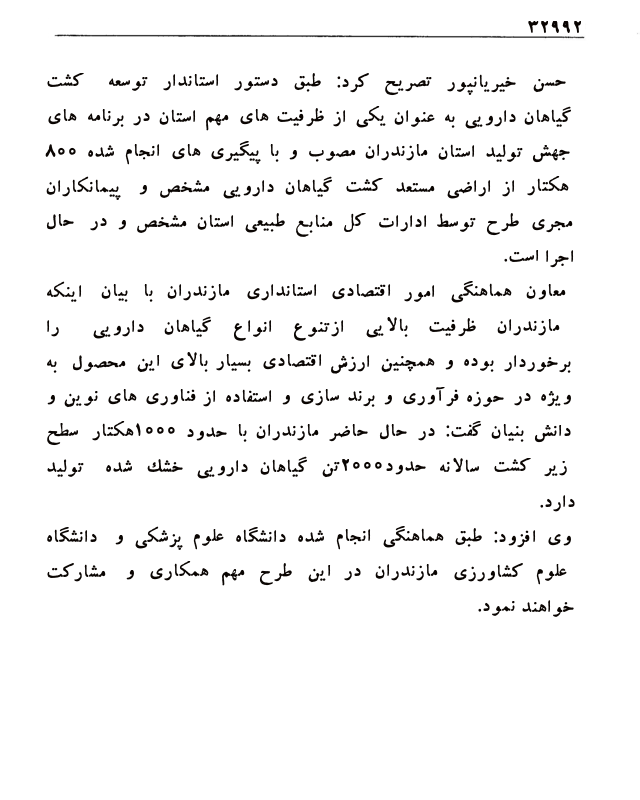 ۳۲۹۹۲
حسن خیریانپور تصریح کرد: طبق دستور استاندار توسعه کشت
گیاهان دارویی به عنوان یکی از ظرفیت های مهم استان در برنامه های
جهش تولید استان مازندران مصوب و با پیگیری های انجام شده ۸۰۰
هکتار از اراضی مستعد کشت گیاهان دارویی مشخص و پیمانکاران
مجری طرح توسط ادارات کل منابع طبیعی استان مشخص و در حال
اجرا است.
معاون هماهنگی امور اقتصادی استانداری مازندران با بیان اینکه
مازندران ظرفیت بالایی ازتنوع انواع گیاهان دارویی را
برخوردار بوده و همچنین ارزش اقتصادی بسیار بالای این محصول به
ویژه در حوزه فرآوری و برند سازی و استفاده از فناوری های نوین و
دانش بنیان گفت: در حال حاضر مازندران با حدود ۱۰۰۰هکتار سطح
زیر کشت سالانه حدود۲۰۰۰تن گیاهان دارویی خشك شده تولید
دارد.
وی افزود: طبق هماهنگی انجام شده دانشگاه علوم پزشکی و دانشگاه
علوم کشاورزی مازندران در این طرح مهم همکاری و مشارکت
خواهند نمود.